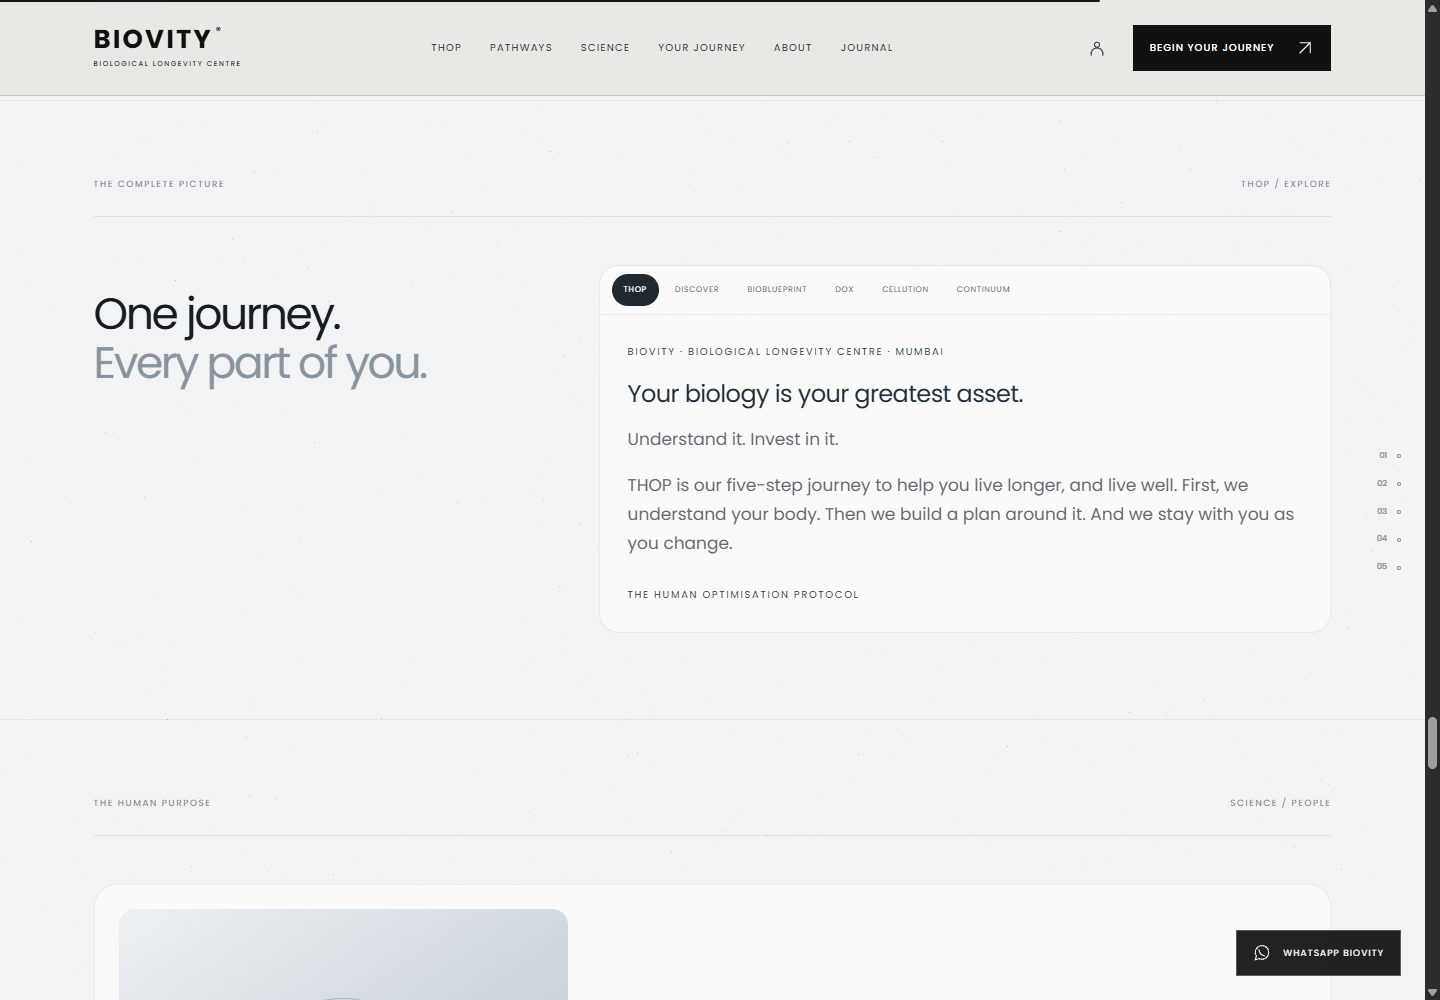 BIOVITY®
BIOLOGICAL LONGEVITY CENTRE
THOP PATHWAYS SCIENCE YOUR JOURNEY ABOUT JOURNAL
BEGIN YOUR JOURNEY
THE COMPLETE PICTURE
THOP / EXPLORE
One journey.
Every part of you.
THOP DISCOVER BIOBLUEPRINT DOX CELLUTION CONTINUUM
BIOVITY · BIOLOGICAL LONGEVITY CENTRE · MUMBAI
Your biology is your greatest asset.
Understand it. Invest in it.
THOP is our five-step journey to help you live longer, and live well. First, we
understand your body. Then we build a plan around it. And we stay with you as
you change.
THE HUMAN OPTIMISATION PROTOCOL
01
02
03
04
05
THE HUMAN PURPOSE
SCIENCE / PEOPLE
WHATSAPP BIOVITY